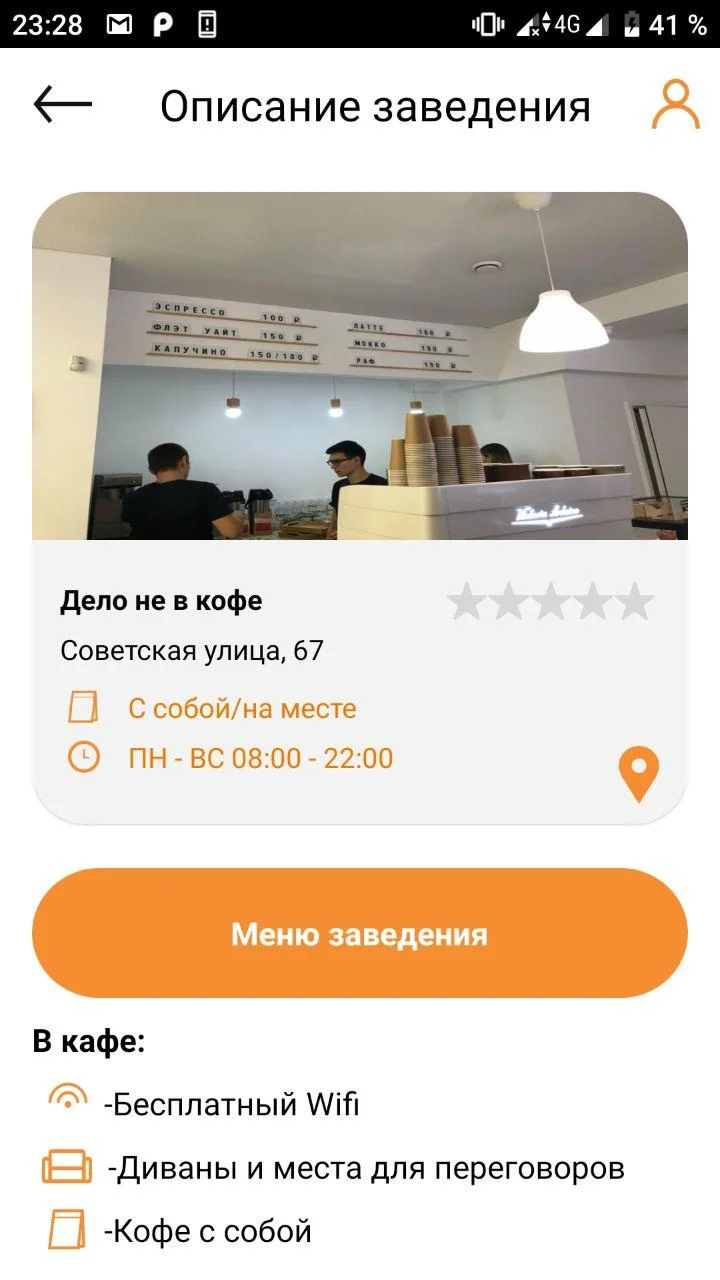 23:28
4G 41 %
Описание заведения
ЭСПРЕССО 100 ₽
ФЛЭТ УАЙТ 150 ₽
КАПУЧИНО 150/180 ₽
ЛАТТЕ 180 ₽
МОККО 180 ₽
РАФ 190 ₽
Дело не в кофе
Советская улица, 67
С собой/на месте
ПН - ВС 08:00 - 22:00
Меню заведения
В кафе:
-Бесплатный Wifi
-Диваны и места для переговоров
-Кофе с собой